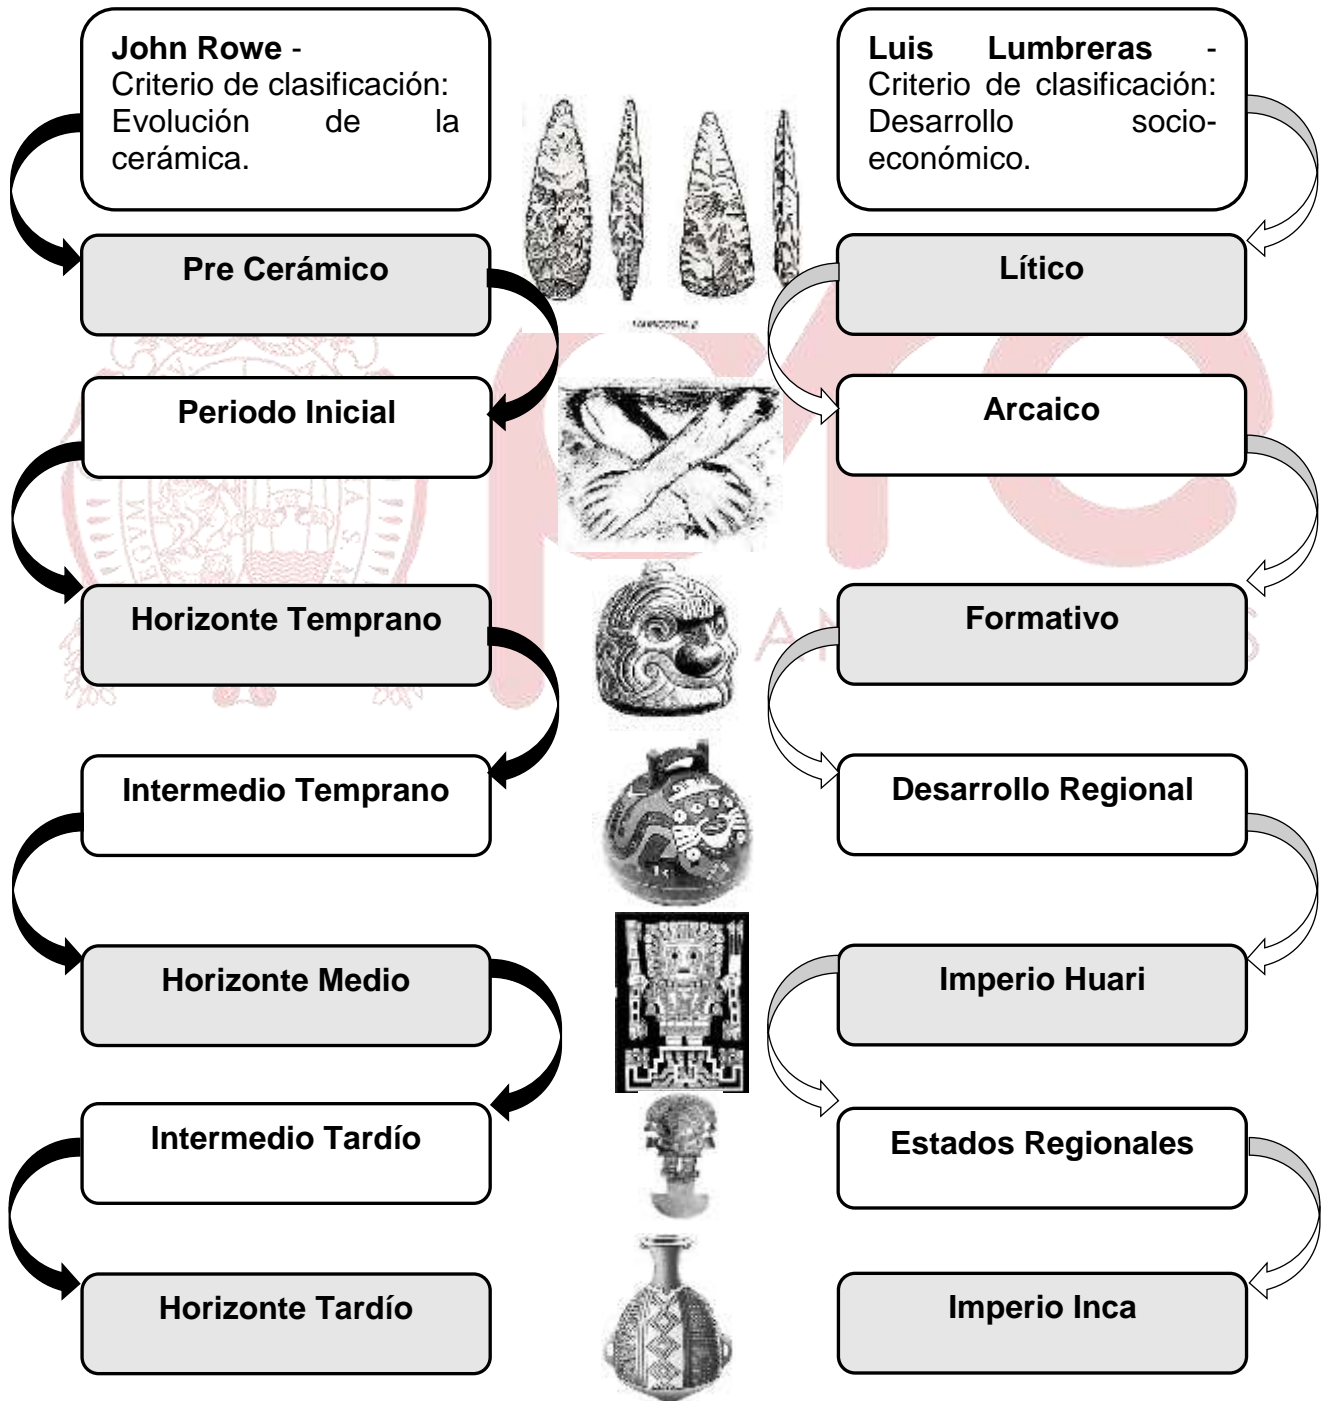 John Rowe -
Criterio de clasificación:
Evolución de la
cerámica.
Pre Cerámico
Periodo Inicial
Horizonte Temprano
Intermedio Temprano
Horizonte Medio
Intermedio Tardío
Horizonte Tardío
Luis Lumbreras -
Criterio de clasificación:
Desarrollo socio-
económico.
Lítico
Arcaico
Formativo
Desarrollo Regional
Imperio Huari
Estados Regionales
Imperio Inca